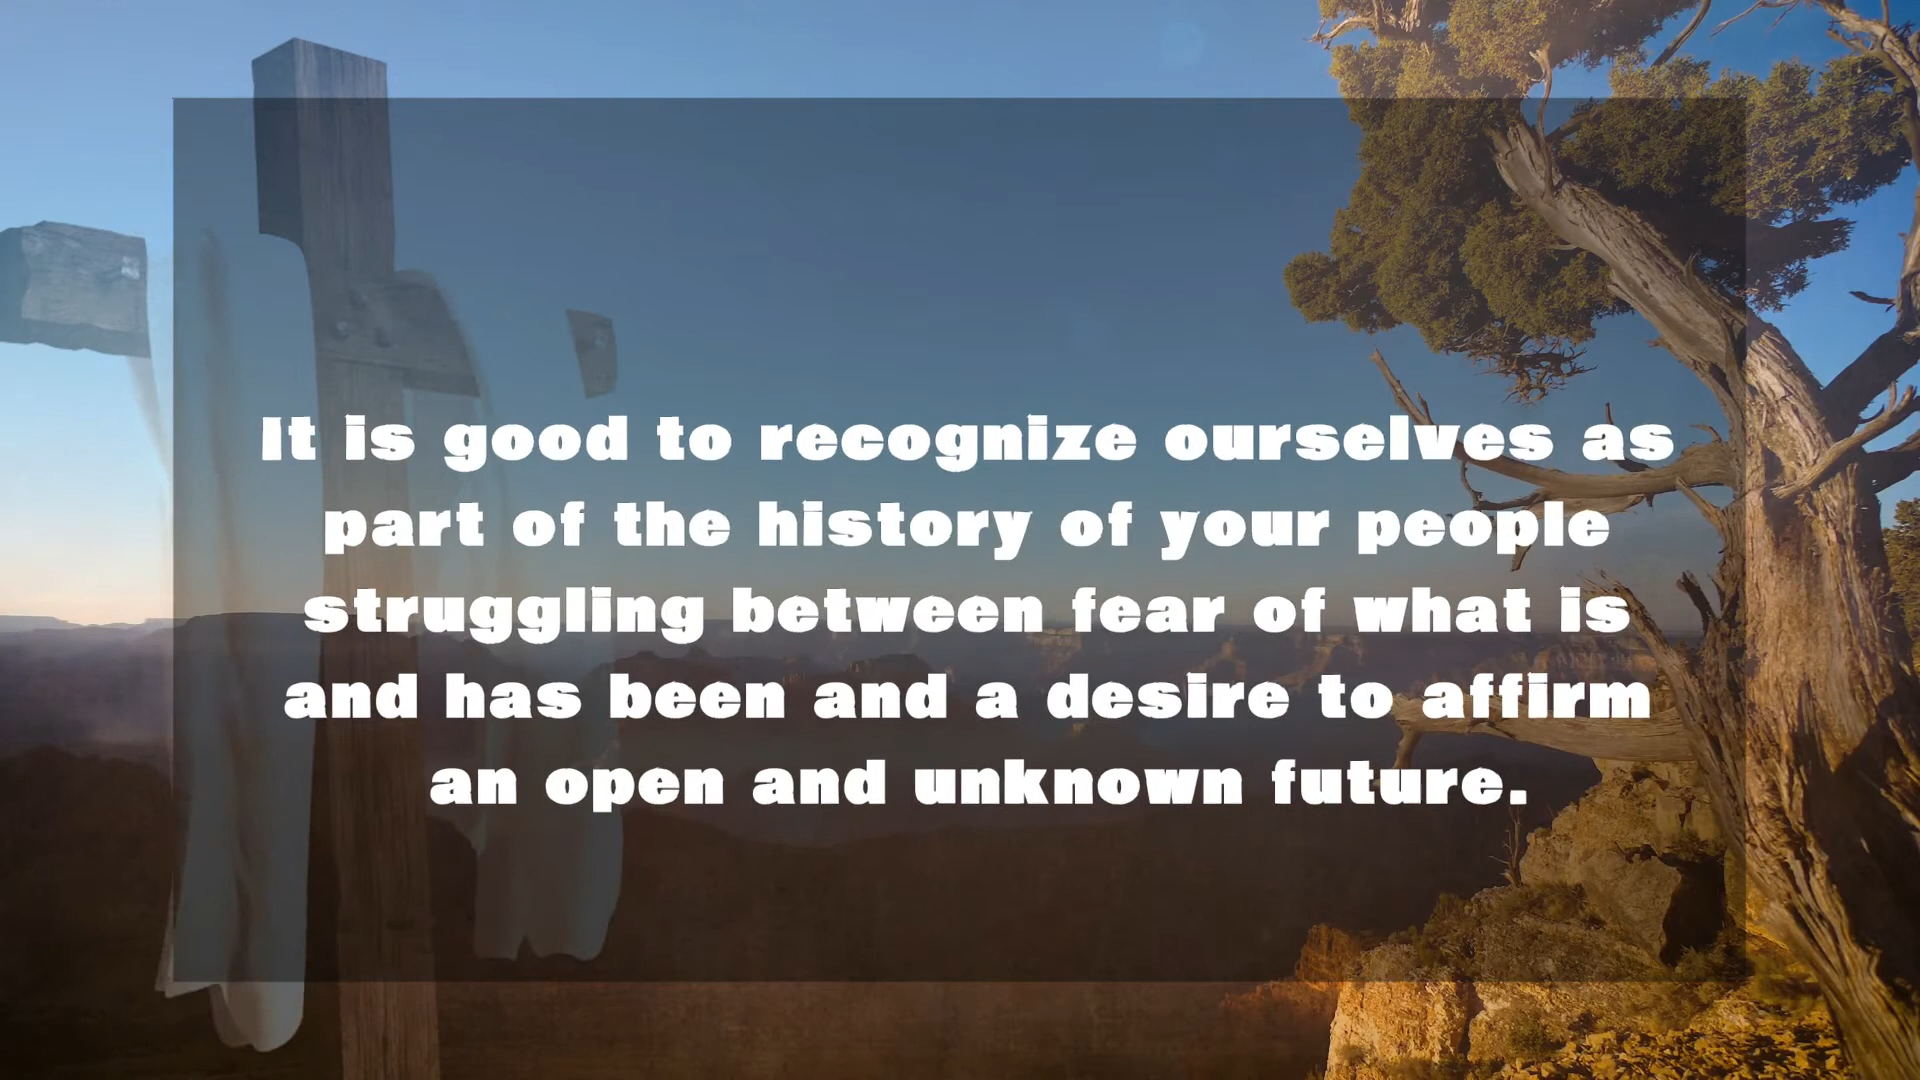 It is good to recognize ourselves as
part of the history of your people
struggling between fear of what is
and has been and a desire to affirm
an open and unknown future.